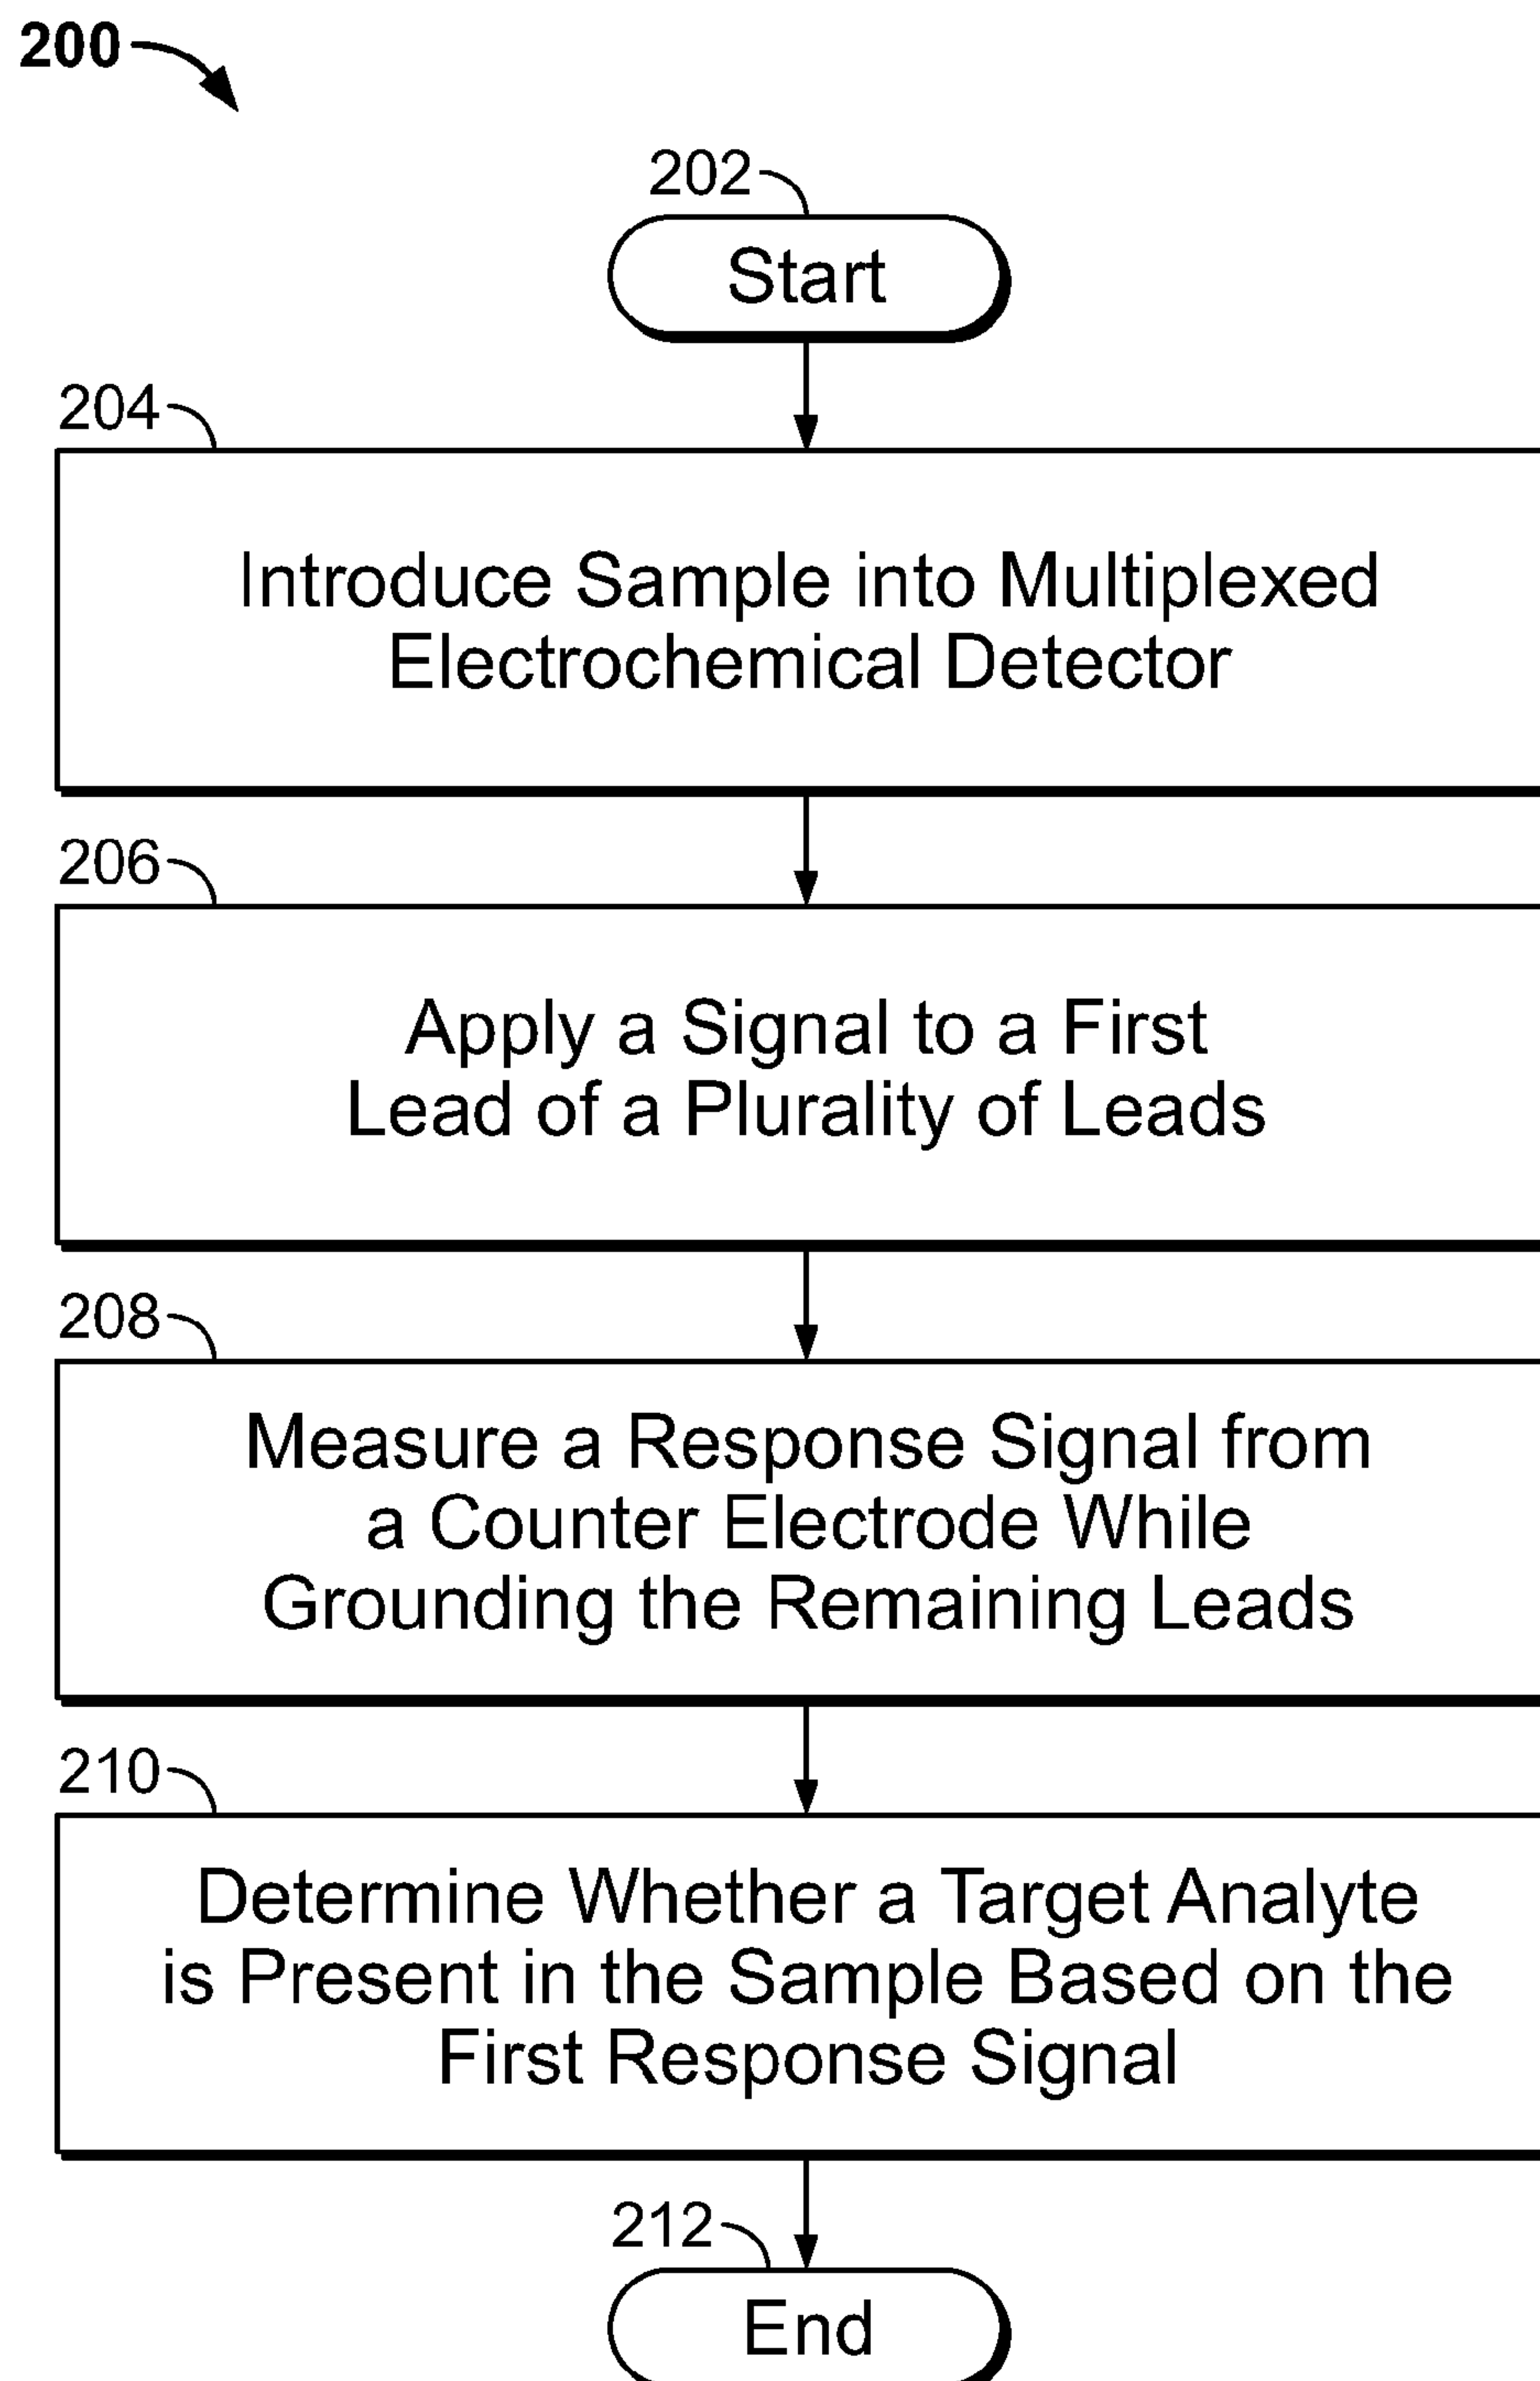 200
202
Start
204
Introduce Sample into Multiplexed
Electrochemical Detector
206
Apply a Signal to a First
Lead of a Plurality of Leads
208
Measure a Response Signal from
a Counter Electrode While
Grounding the Remaining Leads
210
Determine Whether a Target Analyte
is Present in the Sample Based on the
First Response Signal
212
End